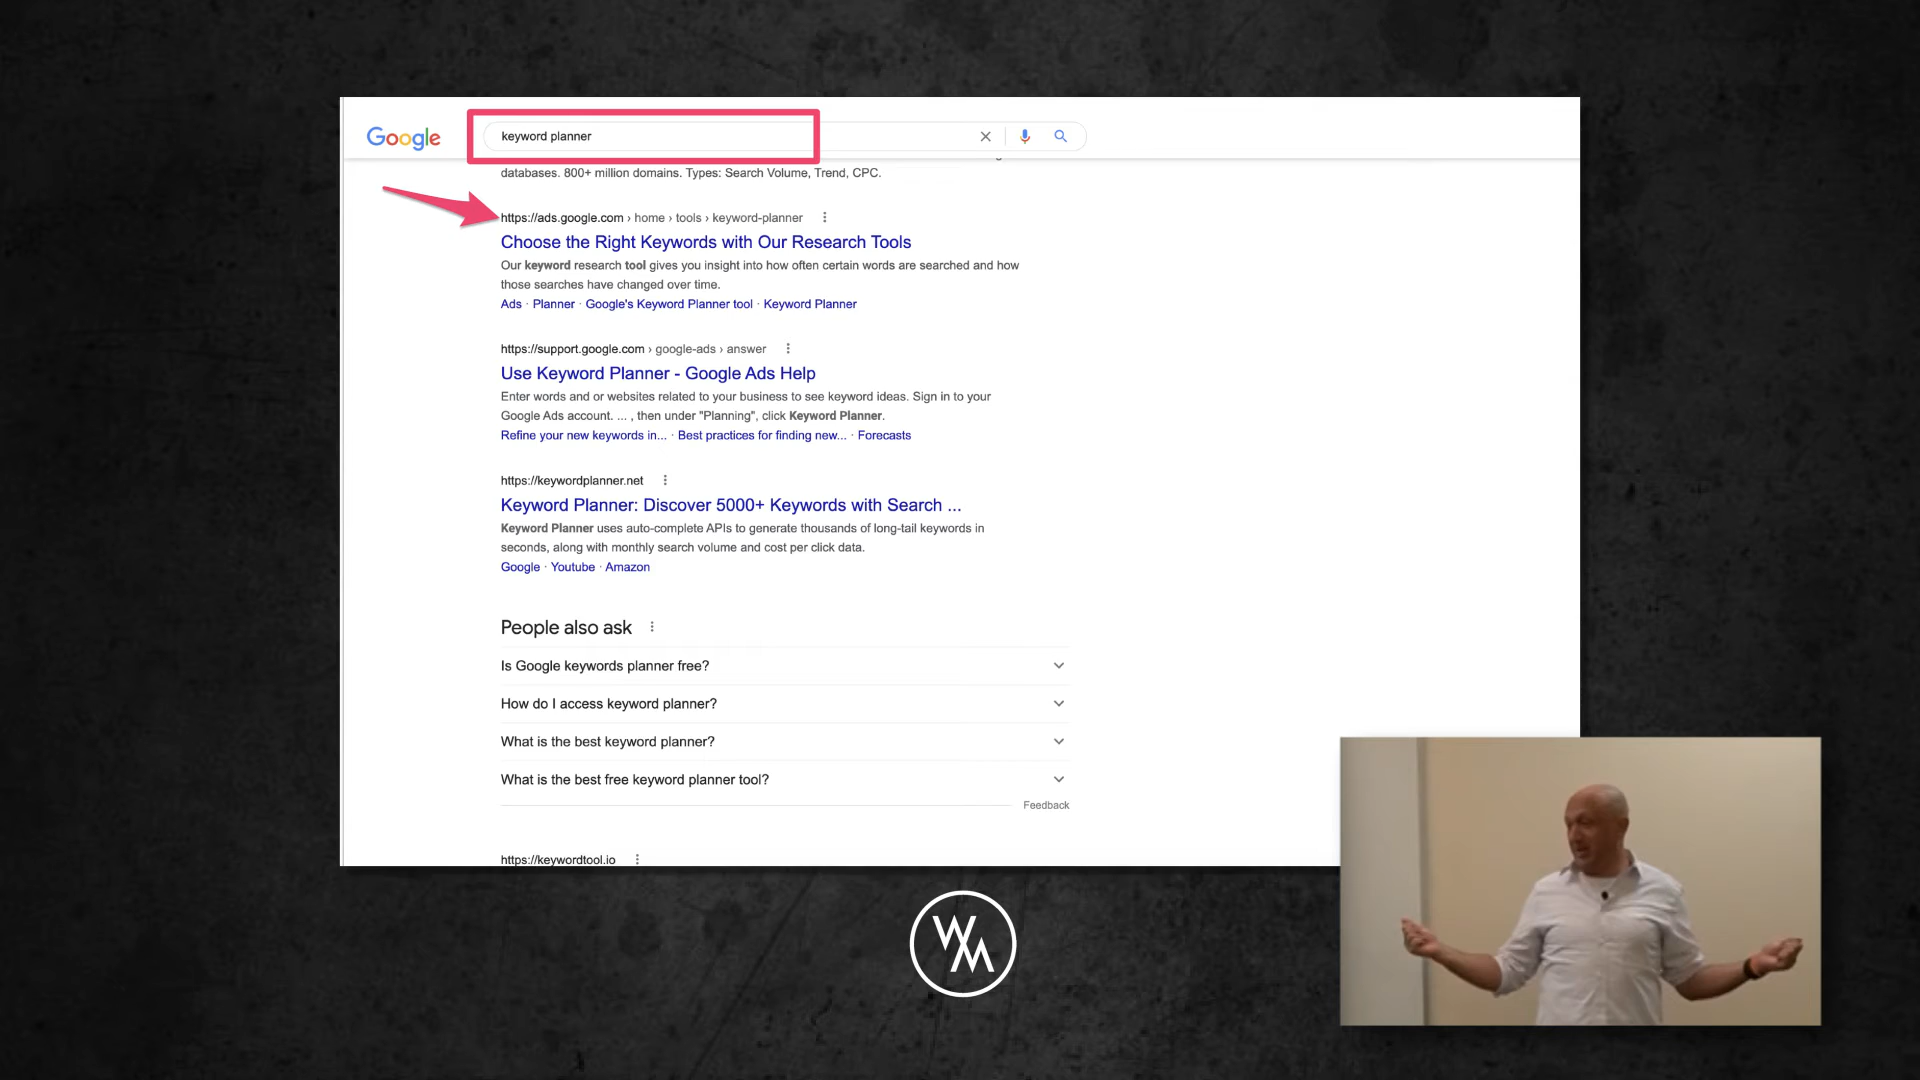 Google
keyword planner
databases. 800+ million domains. Types: Search Volume, Trend, CPC.
https://ads.google.com › home › tools › keyword-planner
Choose the Right Keywords with Our Research Tools
Our keyword research tool gives you insight into how often certain words are searched and how
those searches have changed over time.
Ads · Planner · Google's Keyword Planner tool · Keyword Planner
https://support.google.com › google-ads › answer
Use Keyword Planner - Google Ads Help
Enter words and or websites related to your business to see keyword ideas. Sign in to your
Google Ads account. ... , then under "Planning", click Keyword Planner.
Refine your new keywords in... · Best practices for finding new... · Forecasts
https://keywordplanner.net
Keyword Planner: Discover 5000+ Keywords with Search ...
Keyword Planner uses auto-complete APIs to generate thousands of long-tail keywords in
seconds, along with monthly search volume and cost per click data.
Google · Youtube · Amazon
People also ask
Is Google keywords planner free?
How do I access keyword planner?
What is the best keyword planner?
What is the best free keyword planner tool?
Feedback
https://keywordtool.io
WM